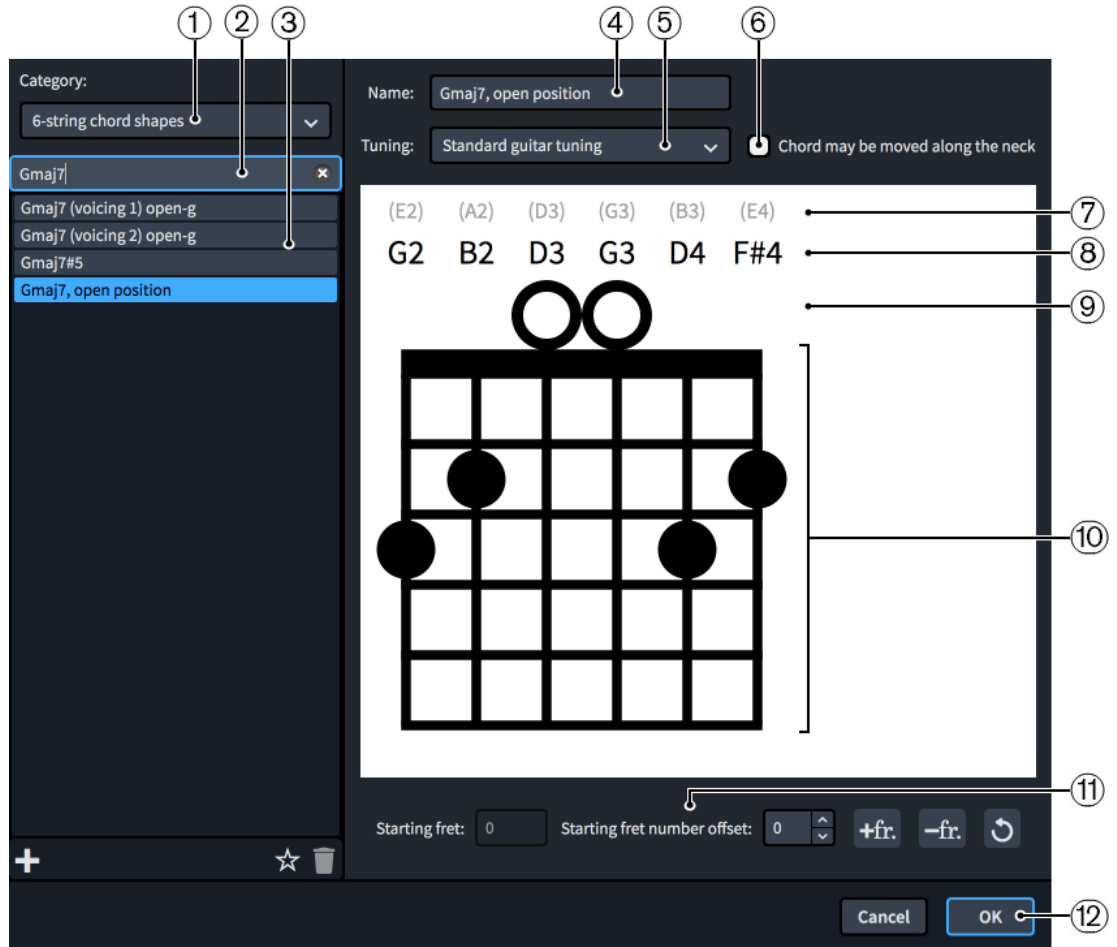 ① ② ③ ④ ⑤ ⑥
Category:
6-string chord shapes
Gmaj7
Gmaj7 (voicing 1) open-g
Gmaj7 (voicing 2) open-g
Gmaj7#5
Gmaj7, open position
Name: Gmaj7, open position
Tuning: Standard guitar tuning Chord may be moved along the neck
(E2) (A2) (D3) (G3) (B3) (E4) ⑦
G2 B2 D3 G3 D4 F#4 ⑧
⑨
⑩
⑪
Starting fret: 0 Starting fret number offset: 0 +fr. −fr.
Cancel OK ⑫